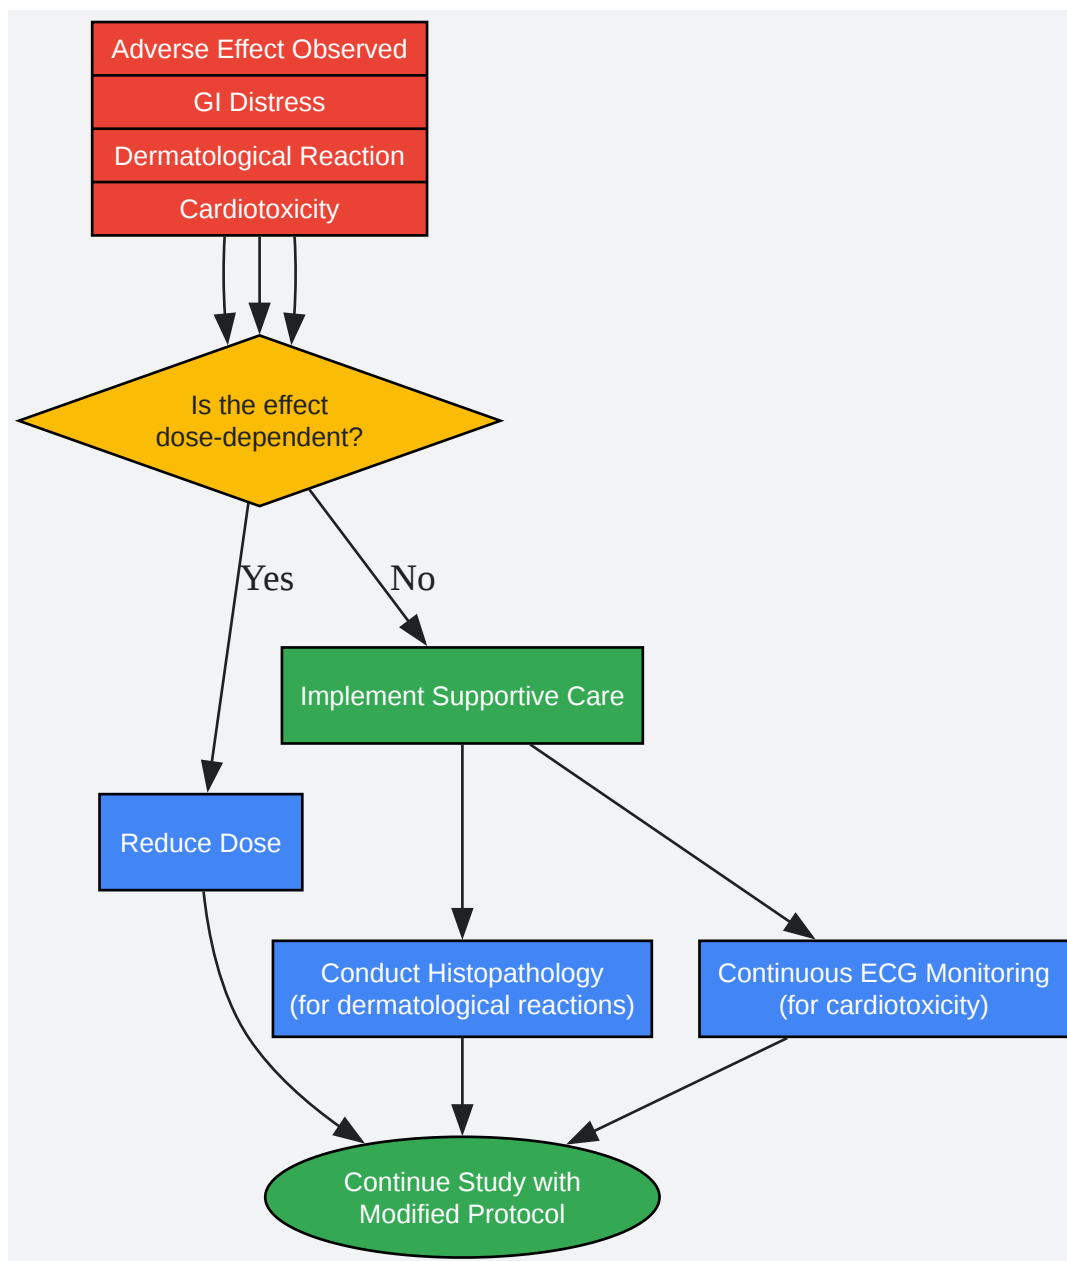 Adverse Effect Observed
GI Distress
Dermatological Reaction
Cardiotoxicity
Is the effect
dose-dependent?
Yes
No
Implement Supportive Care
Reduce Dose
Conduct Histopathology
(for dermatological reactions)
Continuous ECG Monitoring
(for cardiotoxicity)
Continue Study with
Modified Protocol